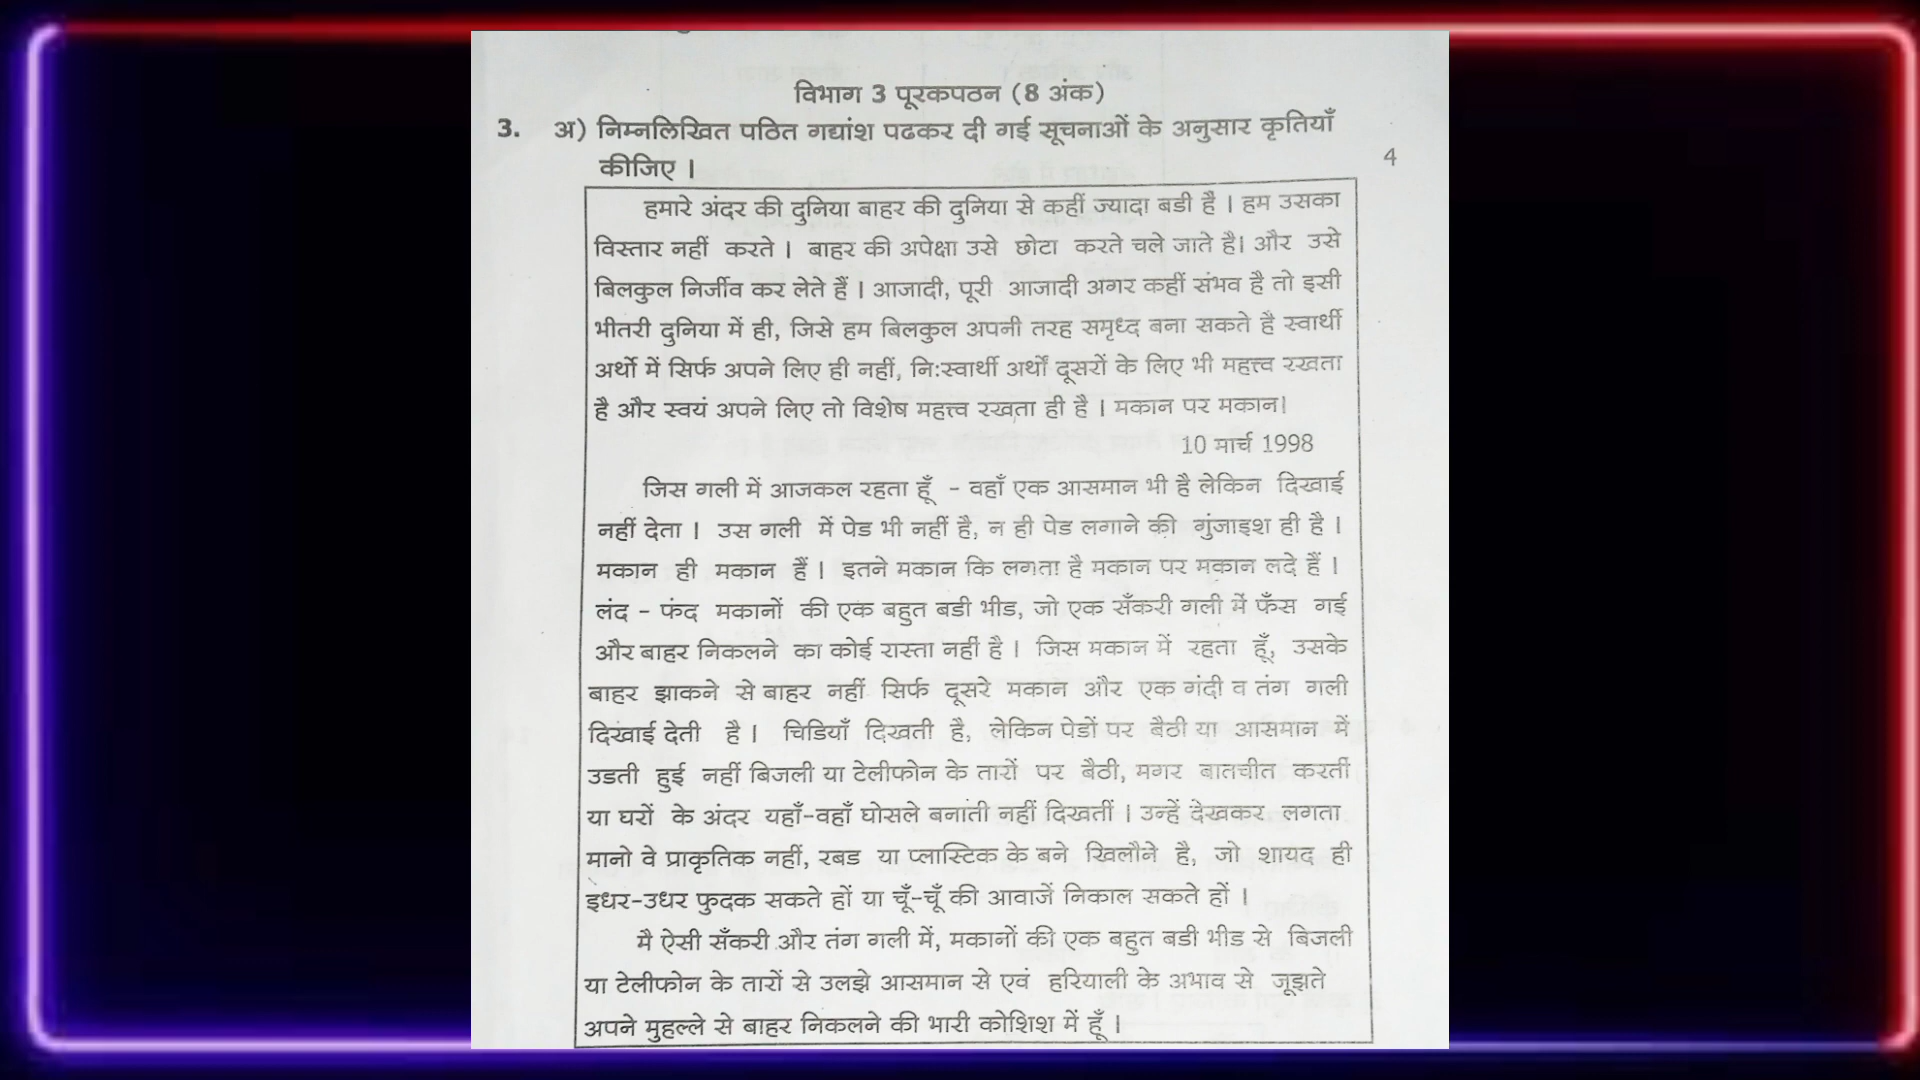 विभाग 3 पूरकपठन (8 अंक)
3. अ) निम्नलिखित पठित गद्यांश पढकर दी गई सूचनाओं के अनुसार कृतियाँ
कीजिए । 4
हमारे अंदर की दुनिया बाहर की दुनिया से कहीं ज्यादा बडी है । हम उसका
विस्तार नहीं करते । बाहर की अपेक्षा उसे छोटा करते चले जाते है। और उसे
बिलकुल निर्जीव कर लेते हैं । आजादी, पूरी आजादी अगर कहीं संभव है तो इसी
भीतरी दुनिया में ही, जिसे हम बिलकुल अपनी तरह समृध्द बना सकते है स्वार्थी
अर्थो में सिर्फ अपने लिए ही नहीं, नि:स्वार्थी अर्थों दूसरों के लिए भी महत्त्व रखता
है और स्वयं अपने लिए तो विशेष महत्त्व रखता ही है । मकान पर मकान।
10 मार्च 1998
जिस गली में आजकल रहता हूँ - वहाँ एक आसमान भी है लेकिन दिखाई
नहीं देता । उस गली में पेड भी नहीं है, न ही पेड लगाने की गुंजाइश ही है ।
मकान ही मकान हैं । इतने मकान कि लगता है मकान पर मकान लदे हैं ।
लंद - फंद मकानों की एक बहुत बडी भीड, जो एक सँकरी गली में फँस गई
और बाहर निकलने का कोई रास्ता नहीं है । जिस मकान में रहता हूँ, उसके
बाहर झाकने से बाहर नहीं सिर्फ दूसरे मकान और एक गंदी व तंग गली
दिखाई देती है । चिडियाँ दिखती है, लेकिन पेडों पर बैठी या आसमान में
उडती हुई नहीं बिजली या टेलीफोन के तारों पर बैठी, मगर बातचीत करतीं
या घरों के अंदर यहाँ-वहाँ घोसले बनाती नहीं दिखतीं । उन्हें देखकर लगता
मानो वे प्राकृतिक नहीं, रबड या प्लास्टिक के बने खिलौने है, जो शायद ही
इधर-उधर फुदक सकते हों या चूँ-चूँ की आवाजें निकाल सकते हों ।
मै ऐसी सँकरी और तंग गली में, मकानों की एक बहुत बडी भीड से बिजली
या टेलीफोन के तारों से उलझे आसमान से एवं हरियाली के अभाव से जूझते
अपने मुहल्ले से बाहर निकलने की भारी कोशिश में हूँ ।